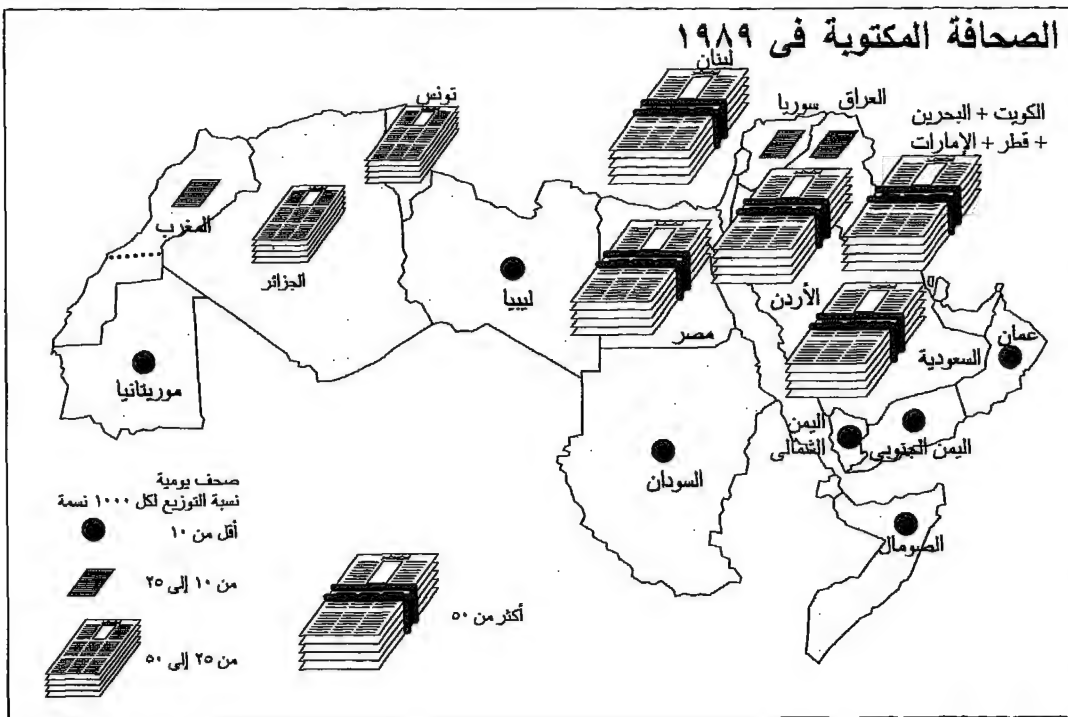 الصحافة المكتوبة فى ١٩٨٩
لبنان
تونس
سوريا
العراق
الكويت + البحرين
+ قطر + الإمارات
المغرب
الجزائر
ليبيا
مصر
الأردن
السعودية
عمان
موريتانيا
السودان
اليمن
الشمالى
اليمن الجنوبى
الصومال
صحف يومية
نسبة التوزيع لكل ١٠٠٠ نسمة
أقل من ١٠
من ١٠ إلى ٢٥
من ٢٥ إلى ٥٠
أكثر من ٥٠